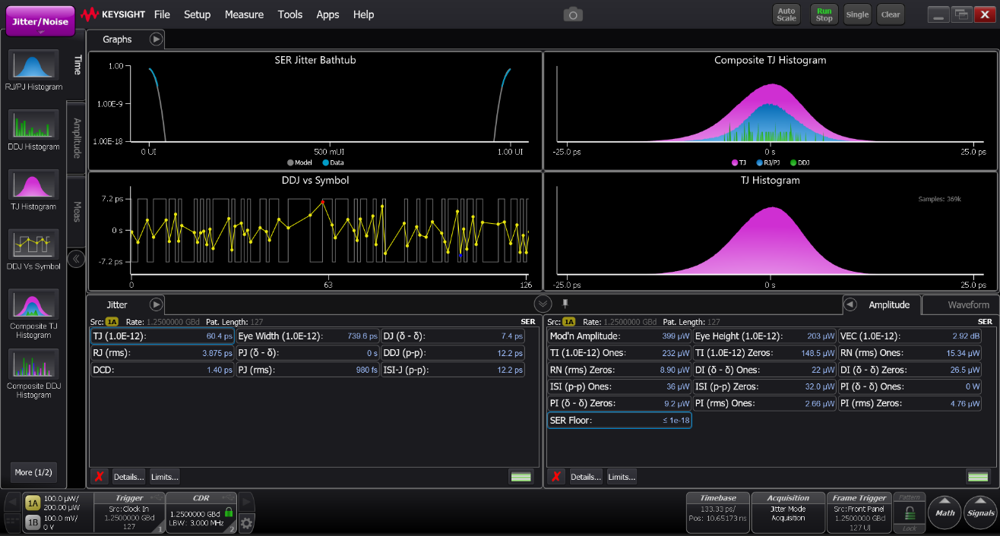 Jitter/Noise
KEYSIGHT File Setup Measure Tools Apps Help
Auto Scale
Run Stop
Single
Clear
Graphs
Time
Amplitude
Meas
RJ/PJ Histogram
DDJ Histogram
TJ Histogram
DDJ Vs Symbol
Composite TJ Histogram
Composite DDJ Histogram
More (1/2)
SER Jitter Bathtub
1.00
1.00E-9
1.00E-18
0 UI 500 mUI 1.00 UI
Model Data
Composite TJ Histogram
-25.0 ps 0 s 25.0 ps
TJ RJ/PJ DDJ
DDJ vs Symbol
7.2 ps
0 s
-7.2 ps
0 63 126
TJ Histogram
Samples: 369k
-25.0 ps 0 s 25.0 ps
Jitter
Src: 1A Rate: 1.2500000 GBd Pat. Length: 127 SER
TJ (1.0E-12): 60.4 ps Eye Width (1.0E-12): 739.6 ps DJ (δ - δ): 7.4 ps
RJ (rms): 3.875 ps PJ (δ - δ): 0 s DDJ (p-p): 12.2 ps
DCD: 1.40 ps PJ (rms): 980 fs ISI-J (p-p): 12.2 ps
Details... Limits...
Amplitude Waveform
Src: 1A Rate: 1.2500000 GBd Pat. Length: 127 SER
Mod'n Amplitude: 399 µW Eye Height (1.0E-12): 203 µW VEC (1.0E-12): 2.92 dB
TI (1.0E-12) Ones: 232 µW TI (1.0E-12) Zeros: 148.5 µW RN (rms) Ones: 15.34 µW
RN (rms) Zeros: 8.90 µW DI (δ - δ) Ones: 22 µW DI (δ - δ) Zeros: 26.5 µW
ISI (p-p) Ones: 36 µW ISI (p-p) Zeros: 32.0 µW PI (δ - δ) Ones: 0 W
PI (δ - δ) Zeros: 9.2 µW PI (rms) Ones: 2.66 µW PI (rms) Zeros: 4.76 µW
SER Floor: ≤ 1e-18
Details... Limits...
1A 100.0 µW/
200.00 µW
1B 100.0 mV/
0 V
Trigger
Src: Clock In
1.2500000 GBd
127
1
CDR
1.2500000 GBd
LBW: 3.000 MHz
2
Timebase
133.33 ps/
Pos: 10.65173 ns
Acquisition
Jitter Mode
Acquisition
Frame Trigger
Src: Front Panel
1.2500000 GBd
127 UI
Pattern
Lock
Math
Signals